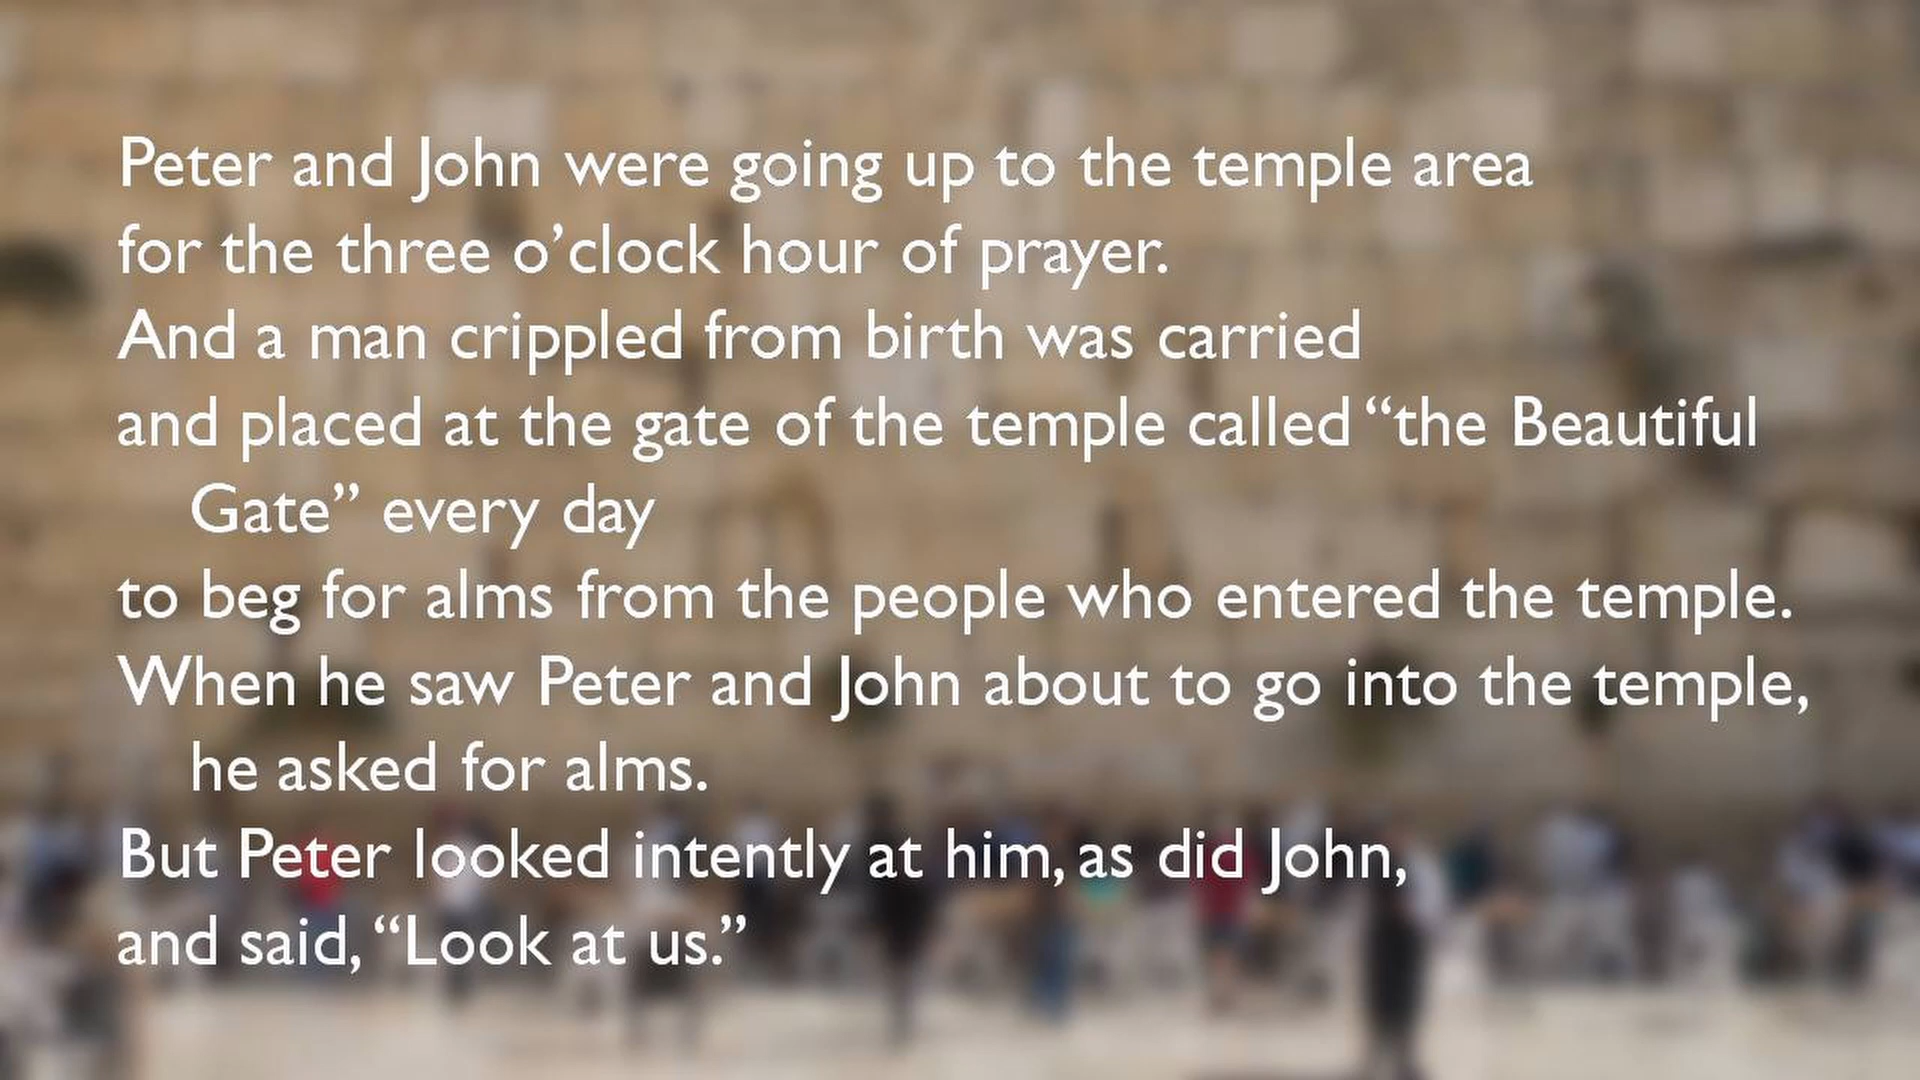 Peter and John were going up to the temple area
for the three o’clock hour of prayer.
And a man crippled from birth was carried
and placed at the gate of the temple called “the Beautiful
Gate” every day
to beg for alms from the people who entered the temple.
When he saw Peter and John about to go into the temple,
he asked for alms.
But Peter looked intently at him, as did John,
and said, “Look at us.”